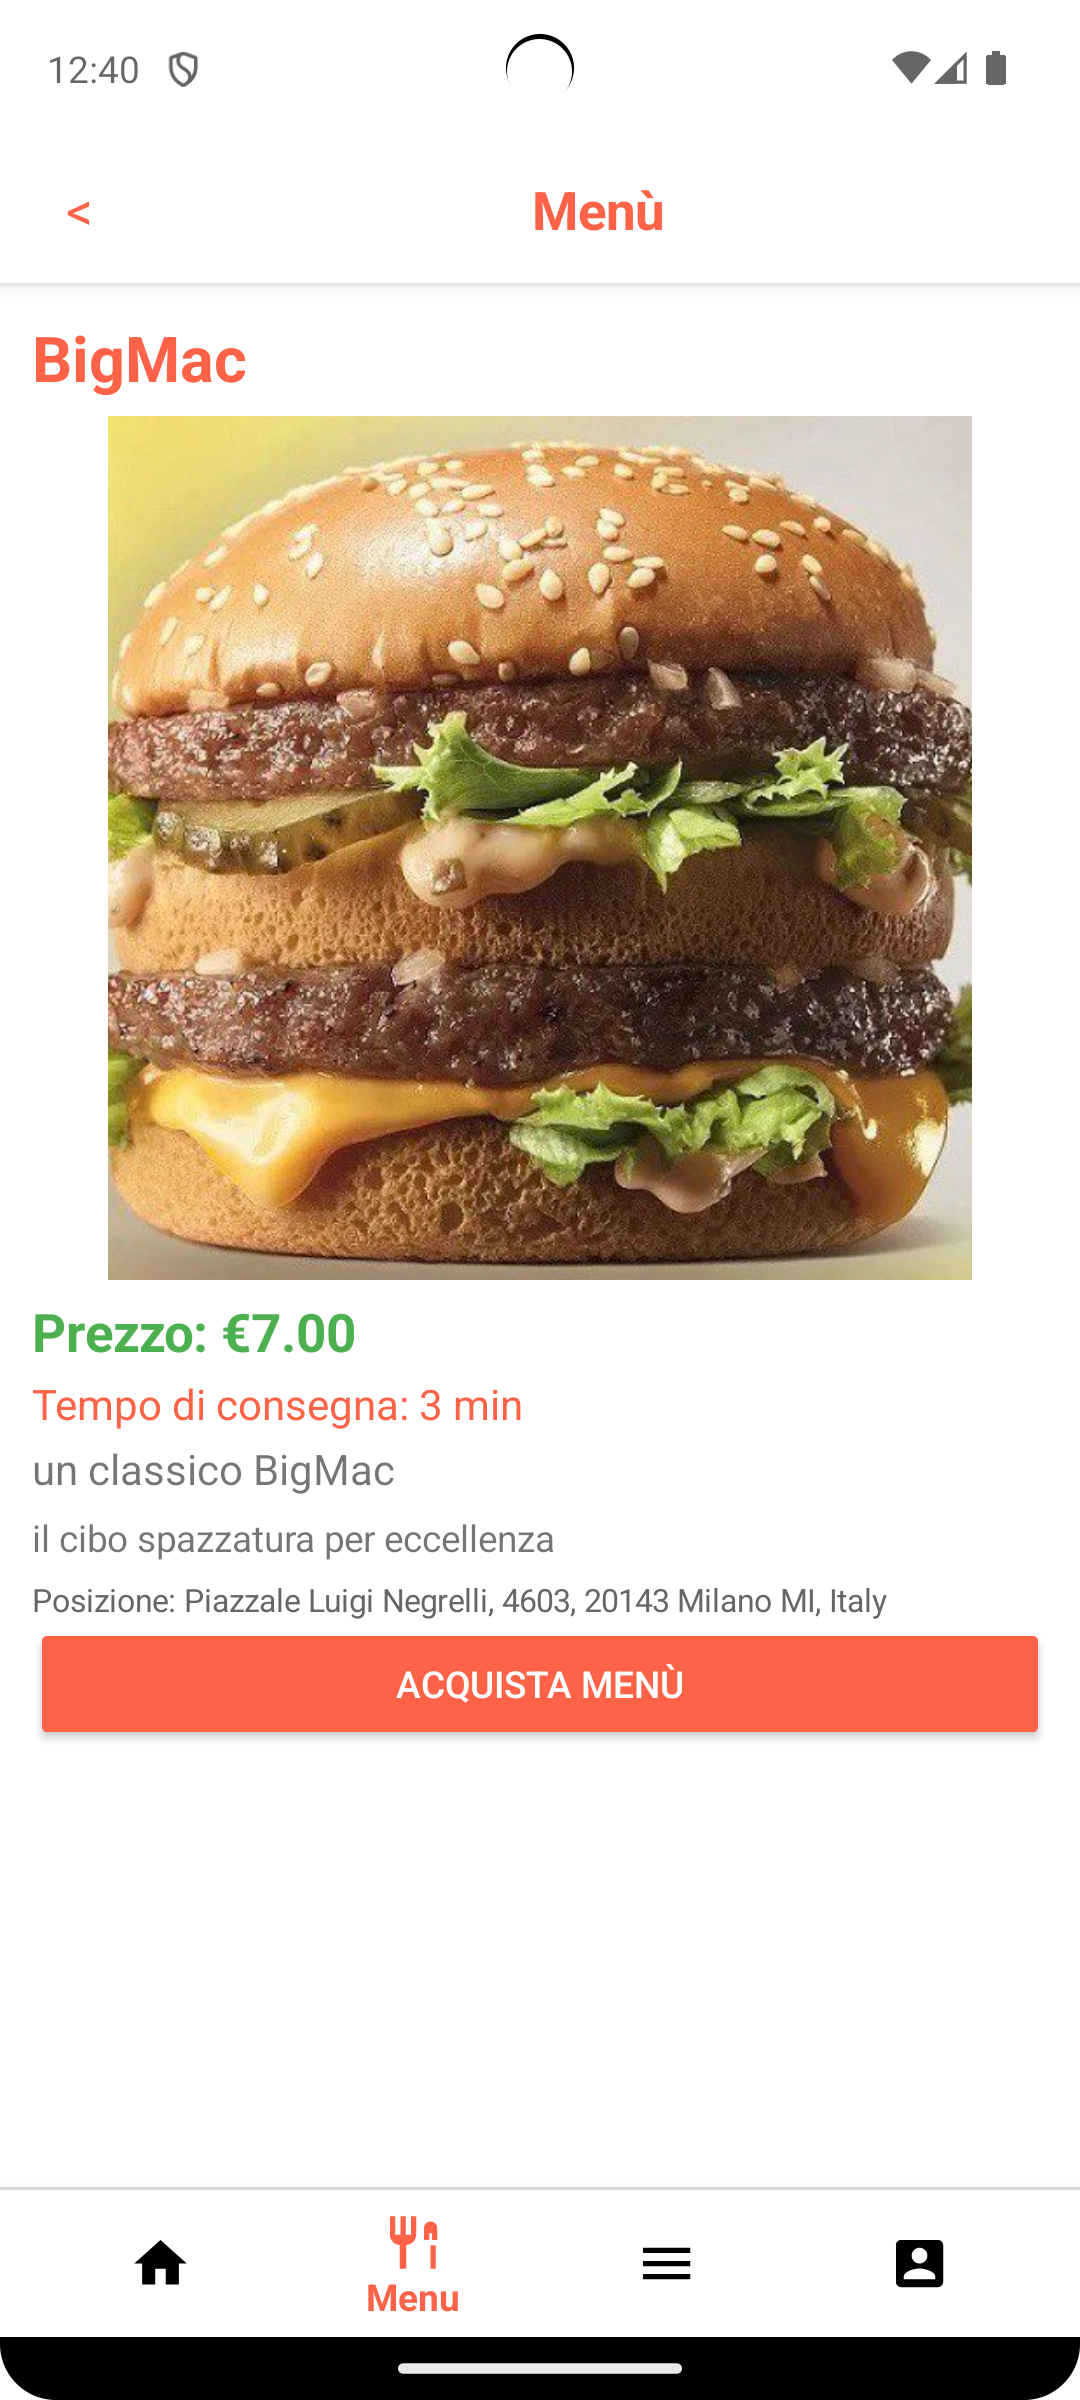 12:40
<
Menù
BigMac
Prezzo: €7.00
Tempo di consegna: 3 min
un classico BigMac
il cibo spazzatura per eccellenza
Posizione: Piazzale Luigi Negrelli, 4603, 20143 Milano MI, Italy
ACQUISTA MENÙ
Menu